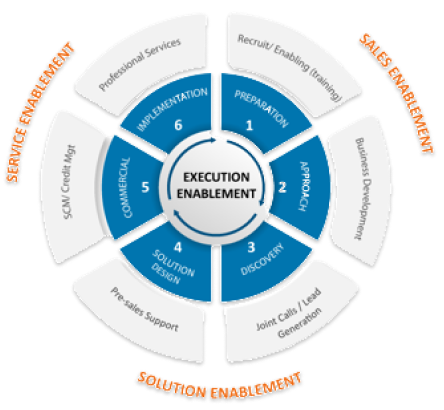 SERVICE ENABLEMENT
SALES ENABLEMENT
SOLUTION ENABLEMENT
Professional Services
Recruit/ Enabling (training)
Business Development
Joint Calls / Lead
Generation
Pre-sales Support
SCM/ Credit Mgt
IMPLEMENTATION
6
PREPARATION
1
APPROACH
2
3
DISCOVERY
4
SOLUTION
DESIGN
COMMERCIAL
5
EXECUTION
ENABLEMENT